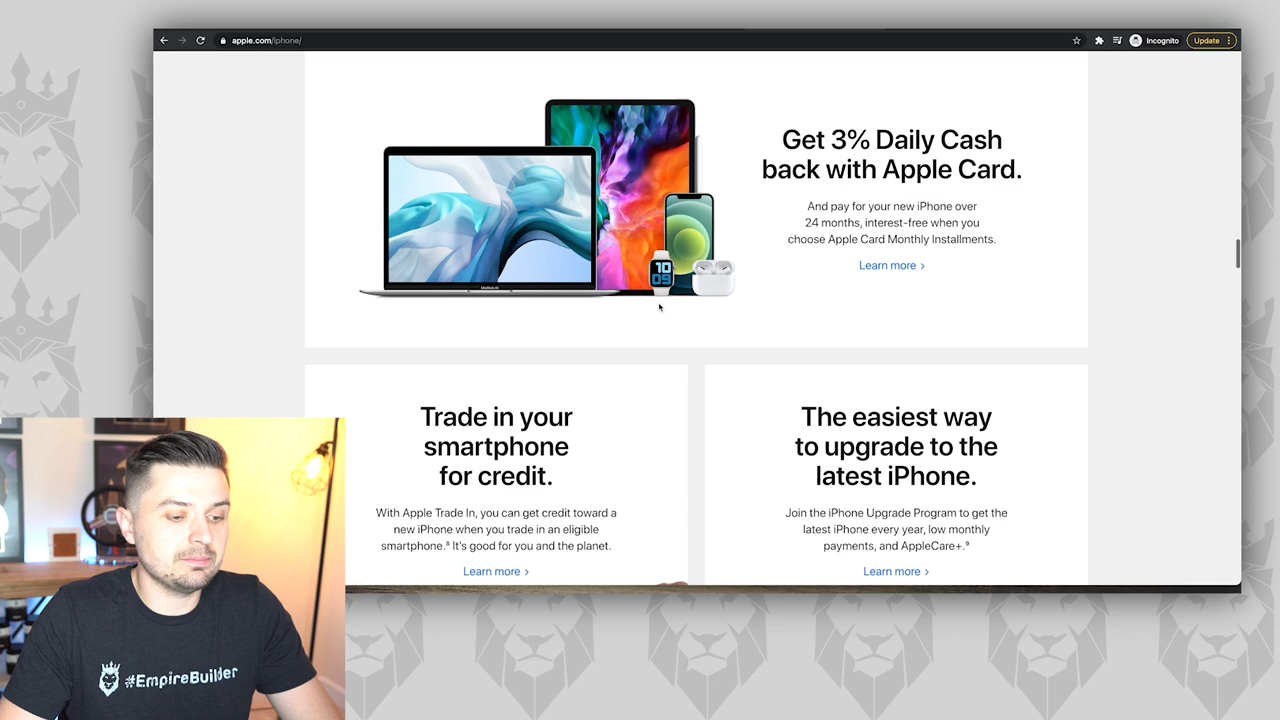 apple.com/iphone/
Incognito
Update
Get 3% Daily Cash
back with Apple Card.
And pay for your new iPhone over
24 months, interest-free when you
choose Apple Card Monthly Installments.
Learn more >
10
09
MacBook Air
Trade in your
smartphone
for credit.
With Apple Trade In, you can get credit toward a
new iPhone when you trade in an eligible
smartphone.⁸ It's good for you and the planet.
Learn more >
The easiest way
to upgrade to the
latest iPhone.
Join the iPhone Upgrade Program to get the
latest iPhone every year, low monthly
payments, and AppleCare+.⁹
Learn more >
#EmpireBuilder